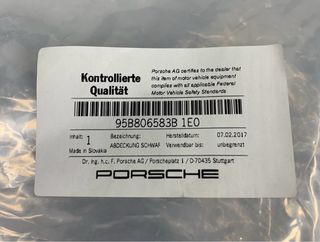 Kontrollierte
Qualität
Porsche AG certifies to the dealer that
this item of motor vehicle equipment
complies with all applicable Federal
Motor Vehicle Safety Standards
95B806583B 1E0
Inhalt: 1 Bezeichnung: Herstelldatum: 07.02.2017
Made in Slovakia ABDECKUNG SCHWAR Verwendbar bis: unbegrenzt
Dr. Ing. h.c. F. Porsche AG / Porscheplatz 1 / D-70435 Stuttgart
PORSCHE